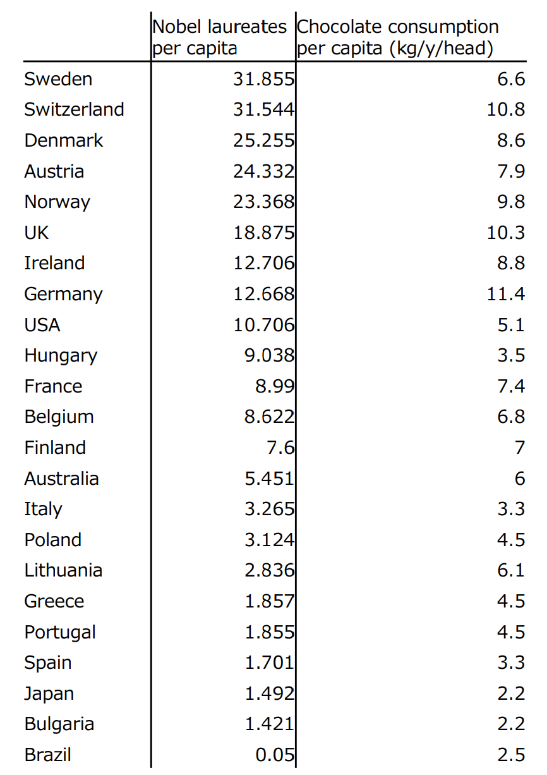 Nobel laureates per capita Chocolate consumption per capita (kg/y/head)
Sweden 31.855 6.6
Switzerland 31.544 10.8
Denmark 25.255 8.6
Austria 24.332 7.9
Norway 23.368 9.8
UK 18.875 10.3
Ireland 12.706 8.8
Germany 12.668 11.4
USA 10.706 5.1
Hungary 9.038 3.5
France 8.99 7.4
Belgium 8.622 6.8
Finland 7.6 7
Australia 5.451 6
Italy 3.265 3.3
Poland 3.124 4.5
Lithuania 2.836 6.1
Greece 1.857 4.5
Portugal 1.855 4.5
Spain 1.701 3.3
Japan 1.492 2.2
Bulgaria 1.421 2.2
Brazil 0.05 2.5